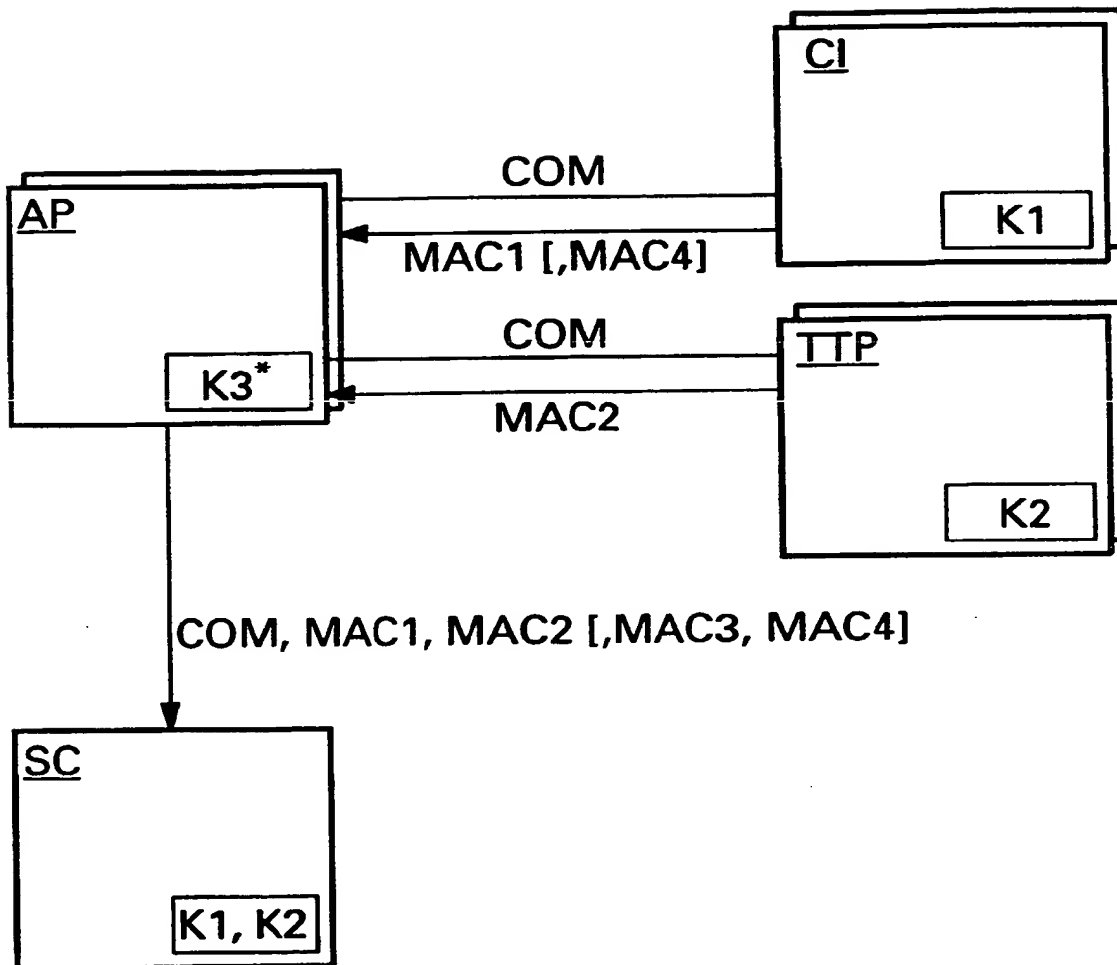 CI
K1
COM
AP
MAC1 [,MAC4]
COM
TTP
K3*
MAC2
K2
COM, MAC1, MAC2 [,MAC3, MAC4]
SC
K1, K2